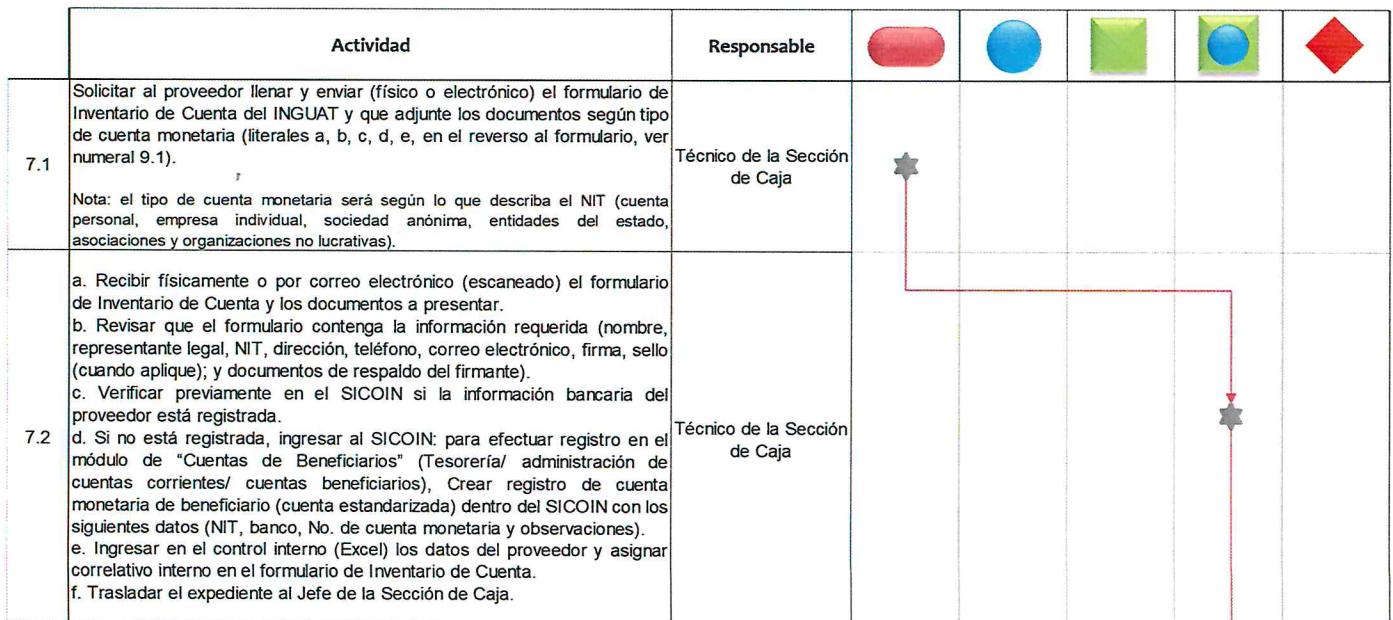 Actividad
Responsable
Solicitar al proveedor llenar y enviar (físico o electrónico) el formulario de
Inventario de Cuenta del INGUAT y que adjunte los documentos según tipo
de cuenta monetaria (literales a, b, c, d, e, en el reverso al formulario, ver
numeral 9.1).
7.1
Nota: el tipo de cuenta monetaria será según lo que describa el NIT (cuenta
personal, empresa individual, sociedad anónima, entidades del estado,
asociaciones y organizaciones no lucrativas).
Técnico de la Sección
de Caja
a. Recibir físicamente o por correo electrónico (escaneado) el formulario
de Inventario de Cuenta y los documentos a presentar.
b. Revisar que el formulario contenga la información requerida (nombre,
representante legal, NIT, dirección, teléfono, correo electrónico, firma, sello
(cuando aplique); y documentos de respaldo del firmante).
c. Verificar previamente en el SICOIN si la información bancaria del
proveedor está registrada.
7.2
d. Si no está registrada, ingresar al SICOIN: para efectuar registro en el
módulo de "Cuentas de Beneficiarios" (Tesorería/ administración de
cuentas corrientes/ cuentas beneficiarios), Crear registro de cuenta
monetaria de beneficiario (cuenta estandarizada) dentro del SICOIN con los
siguientes datos (NIT, banco, No. de cuenta monetaria y observaciones).
e. Ingresar en el control interno (Excel) los datos del proveedor y asignar
correlativo interno en el formulario de Inventario de Cuenta.
f. Trasladar el expediente al Jefe de la Sección de Caja.
Técnico de la Sección
de Caja